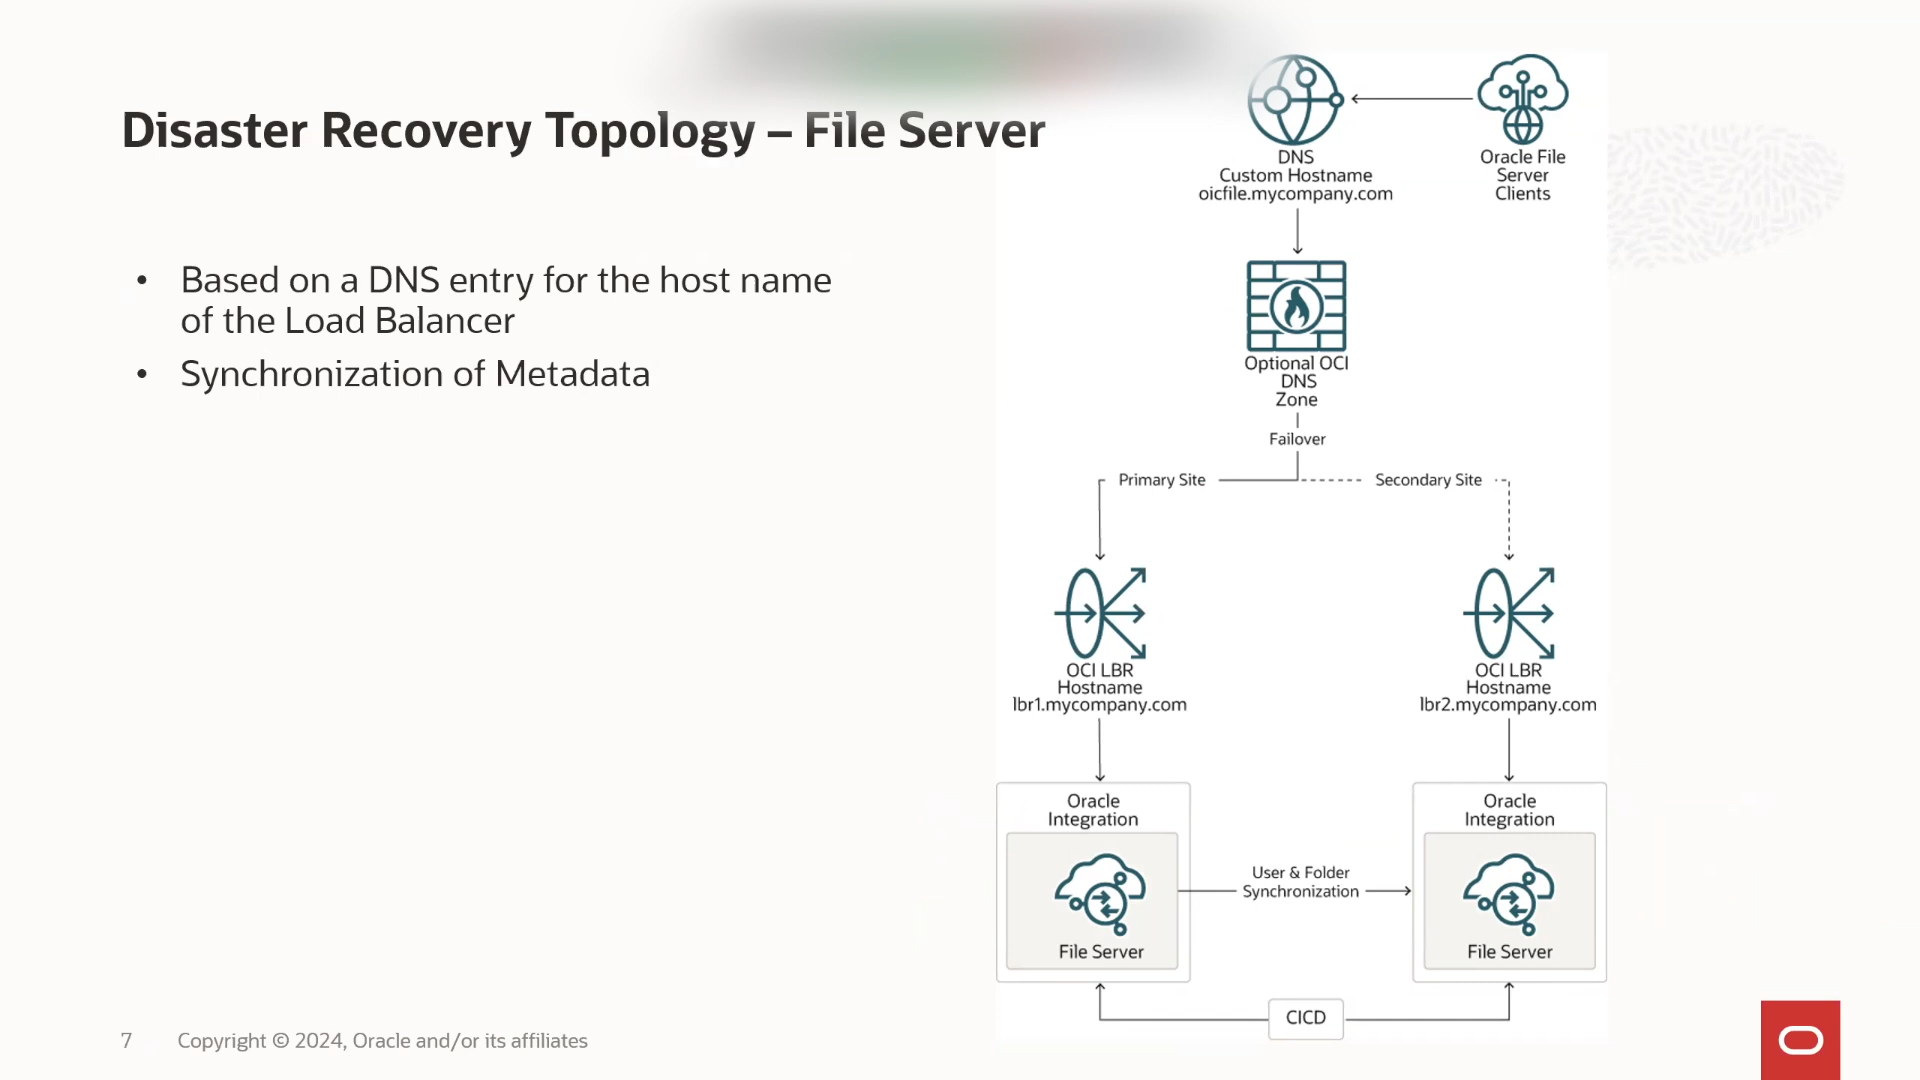 Disaster Recovery Topology – File Server
• Based on a DNS entry for the host name
of the Load Balancer
• Synchronization of Metadata
DNS
Custom Hostname
oicfile.mycompany.com
Oracle File
Server
Clients
Optional OCI
DNS
Zone
Failover
Primary Site
Secondary Site
OCI LBR
Hostname
lbr1.mycompany.com
OCI LBR
Hostname
lbr2.mycompany.com
Oracle
Integration
File Server
User & Folder
Synchronization
Oracle
Integration
File Server
CICD
7
Copyright © 2024, Oracle and/or its affiliates